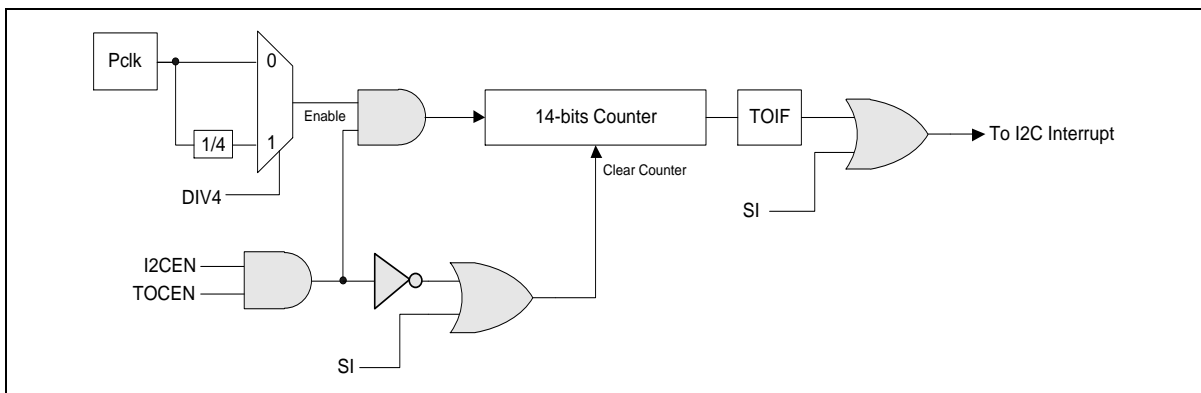 Pclk
0
1/4
1
Enable
14-bits Counter
TOIF
To I2C Interrupt
Clear Counter
DIV4
SI
I2CEN
TOCEN
SI